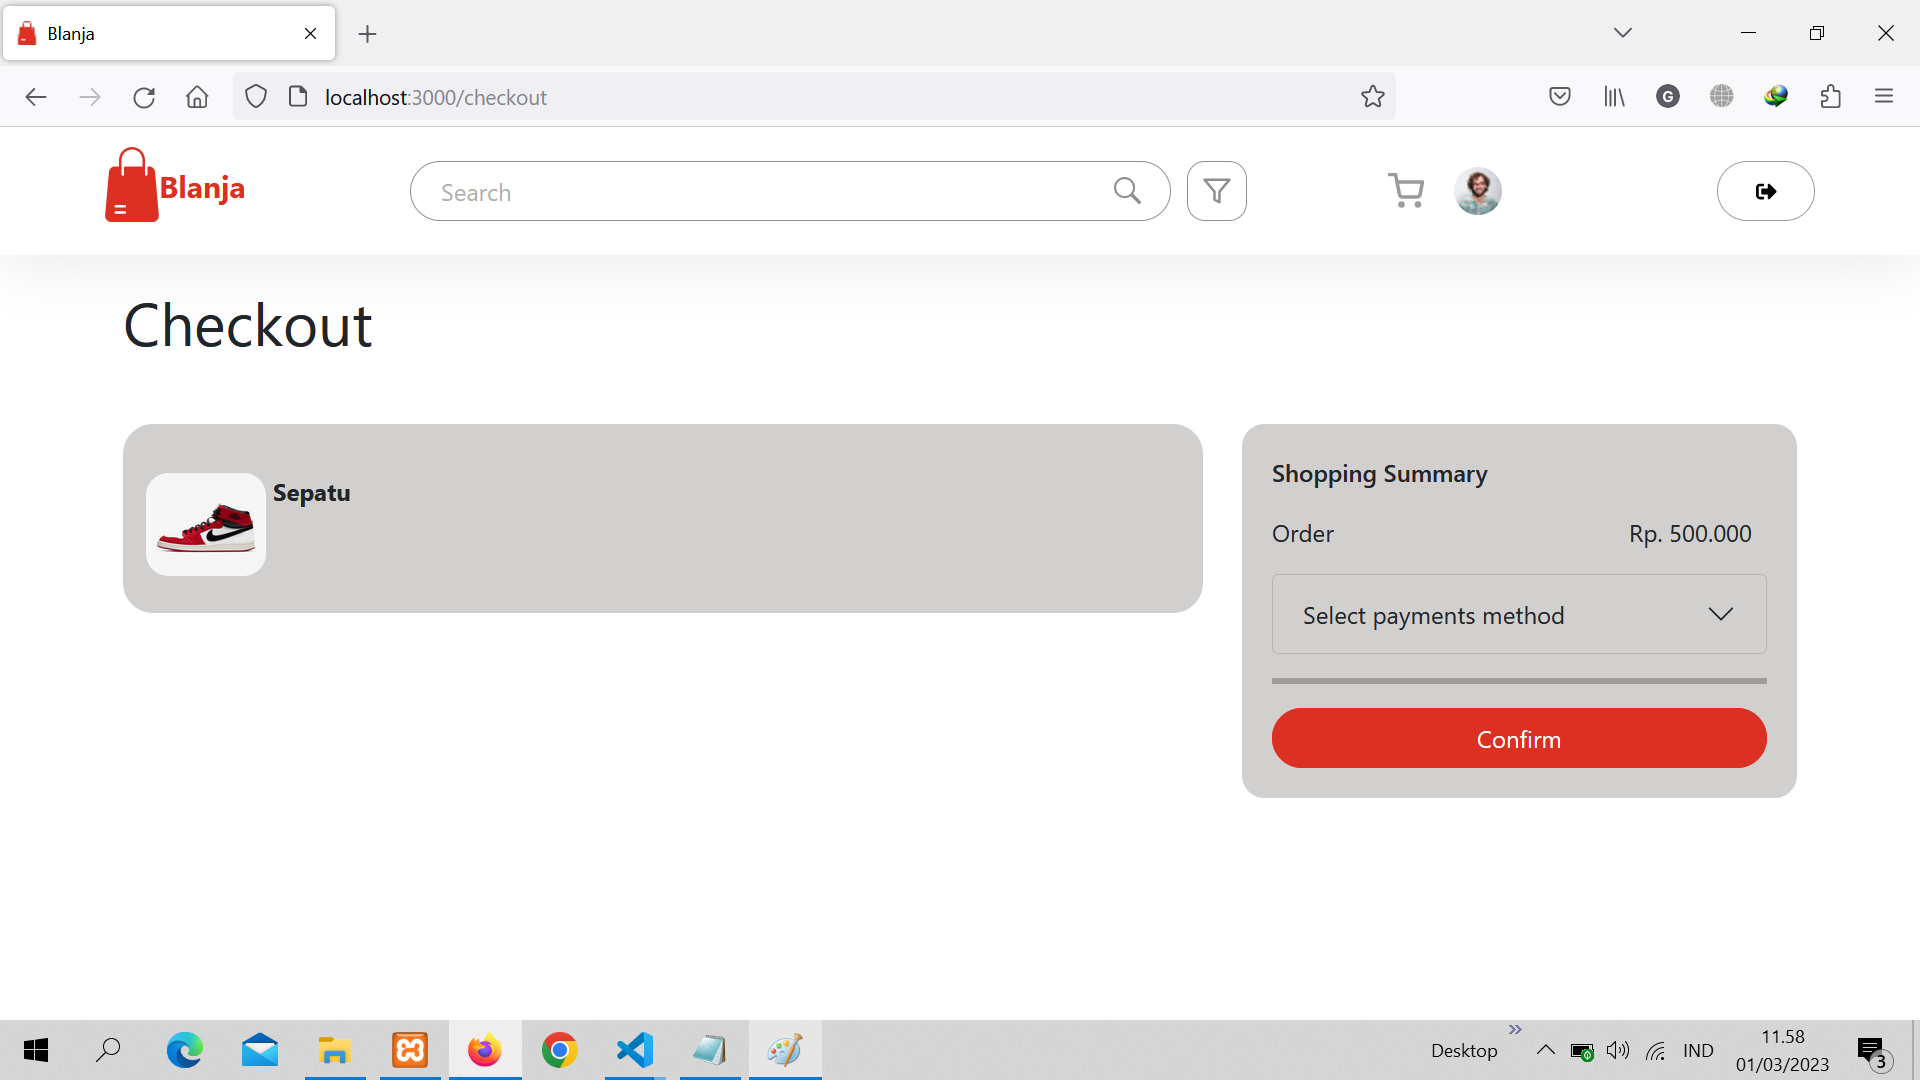 Blanja
localhost:3000/checkout
G
Blanja
Search
Checkout
Sepatu
Shopping Summary
Order Rp. 500.000
Select payments method
Confirm
Desktop
IND
11.58
01/03/2023
3